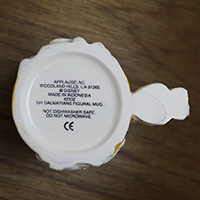 APPLAUSE, INC.
WOODLAND HILLS, CA 91365
© DISNEY
MADE IN INDONESIA
101 DALMATIANS FIGURAL MUG
NOT DISHWASHER SAFE.
DO NOT MICROWAVE.
CE